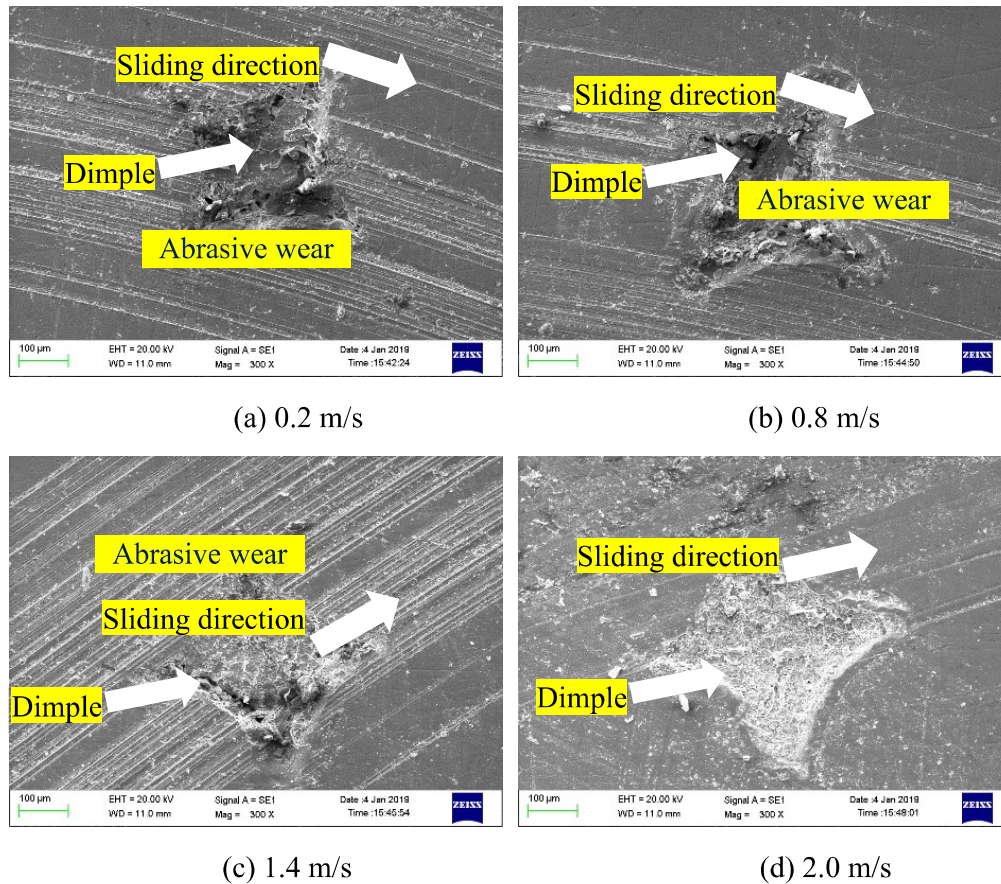 Sliding direction
Dimple
Abrasive wear
100 µm
EHT = 20.00 kV
WD = 11.0 mm
Signal A = SE1
Mag = 300 X
Date :4 Jan 2019
Time :15:42:24
ZEISS
(a) 0.2 m/s
Sliding direction
Dimple
Abrasive wear
100 µm
EHT = 20.00 kV
WD = 11.0 mm
Signal A = SE1
Mag = 300 X
Date :4 Jan 2019
Time :15:44:50
ZEISS
(b) 0.8 m/s
Abrasive wear
Sliding direction
Dimple
100 µm
EHT = 20.00 kV
WD = 11.0 mm
Signal A = SE1
Mag = 300 X
Date :4 Jan 2019
Time :15:45:54
ZEISS
(c) 1.4 m/s
Sliding direction
Dimple
100 µm
EHT = 20.00 kV
WD = 11.0 mm
Signal A = SE1
Mag = 300 X
Date :4 Jan 2019
Time :15:48:01
ZEISS
(d) 2.0 m/s